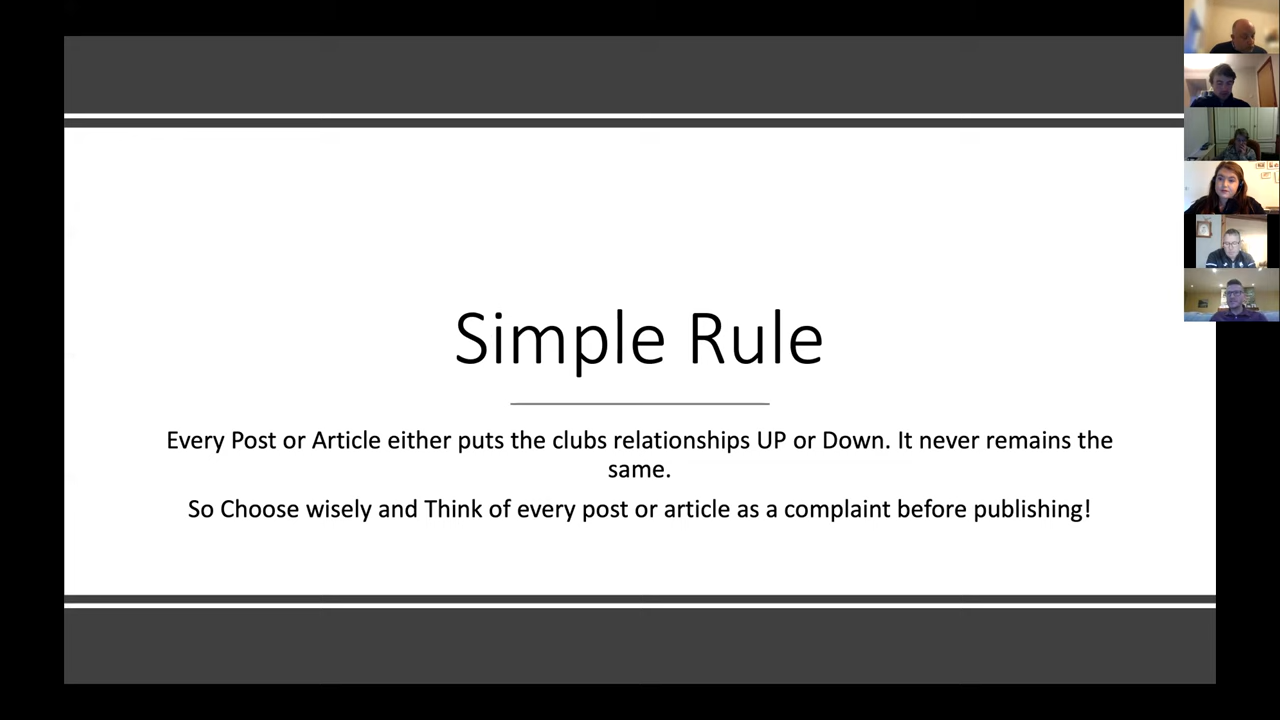 Simple Rule
Every Post or Article either puts the clubs relationships UP or Down. It never remains the
same.
So Choose wisely and Think of every post or article as a complaint before publishing!